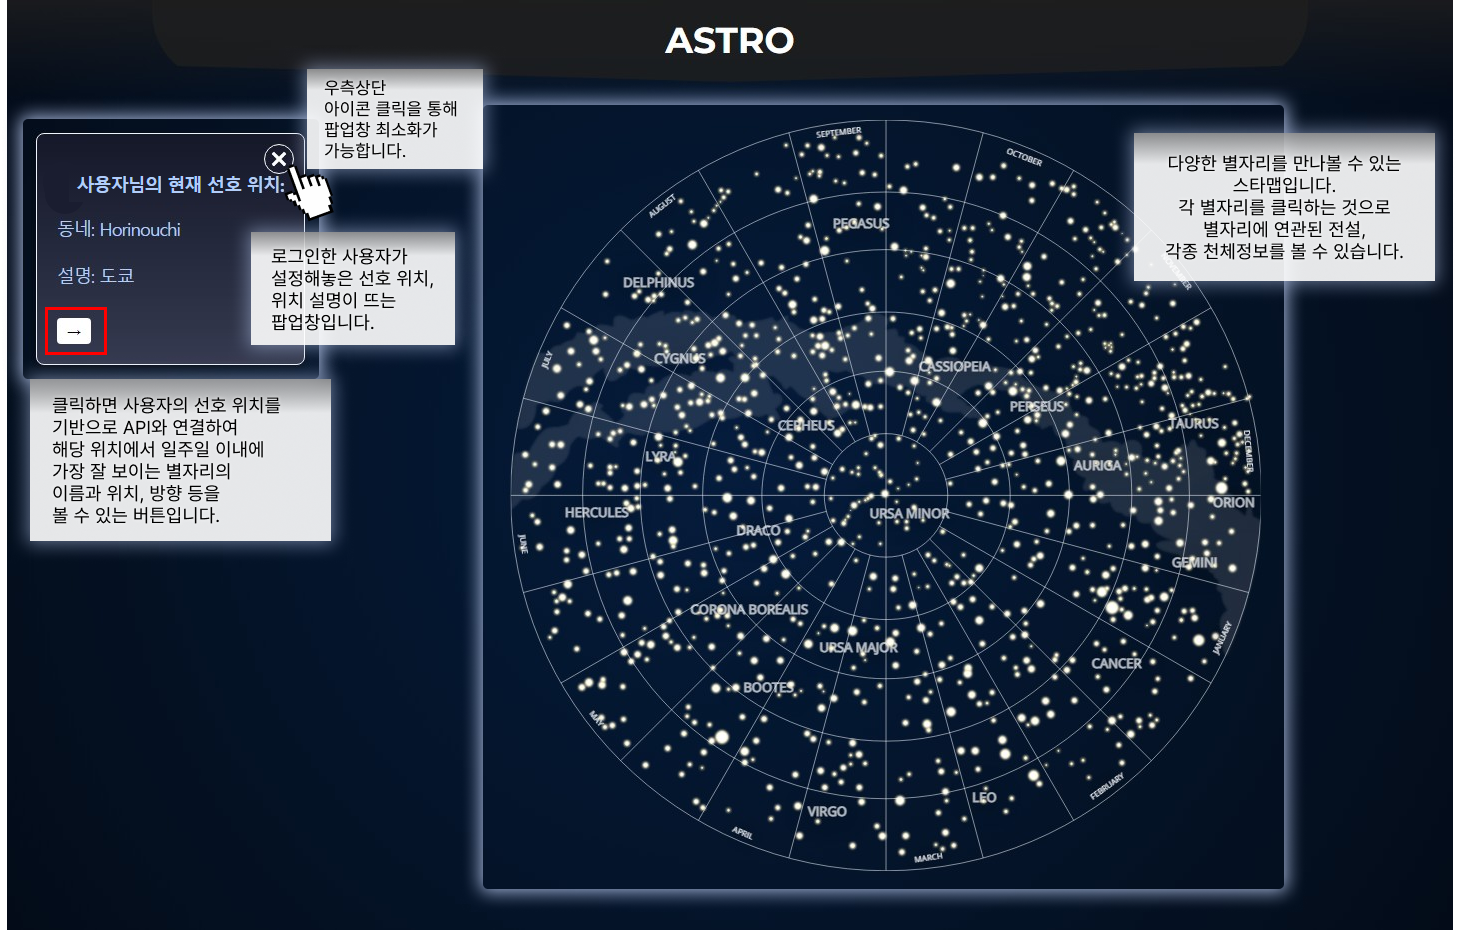 ASTRO
우측상단
아이콘 클릭을 통해
팝업창 최소화가
가능합니다.
사용자님의 현재 선호 위치:
동네: Horinouchi
설명: 도쿄
→
로그인한 사용자가
설정해놓은 선호 위치,
위치 설명이 뜨는
팝업창입니다.
클릭하면 사용자의 선호 위치를
기반으로 API와 연결하여
해당 위치에서 일주일 이내에
가장 잘 보이는 별자리의
이름과 위치, 방향 등을
볼 수 있는 버튼입니다.
다양한 별자리를 만나볼 수 있는
스타맵입니다.
각 별자리를 클릭하는 것으로
별자리에 연관된 전설,
각종 천체정보를 볼 수 있습니다.
SEPTEMBER
OCTOBER
AUGUST
NOVEMBER
PEGASUS
DELPHINUS
JULY
CYGNUS
CASSIOPEIA
PERSEUS
CEPHEUS
TAURUS
DECEMBER
LYRA
AURIGA
ORION
HERCULES
URSA MINOR
DRACO
JUNE
GEMINI
CORONA BOREALIS
JANUARY
URSA MAJOR
CANCER
BOOTES
MAY
FEBRUARY
LEO
VIRGO
APRIL
MARCH